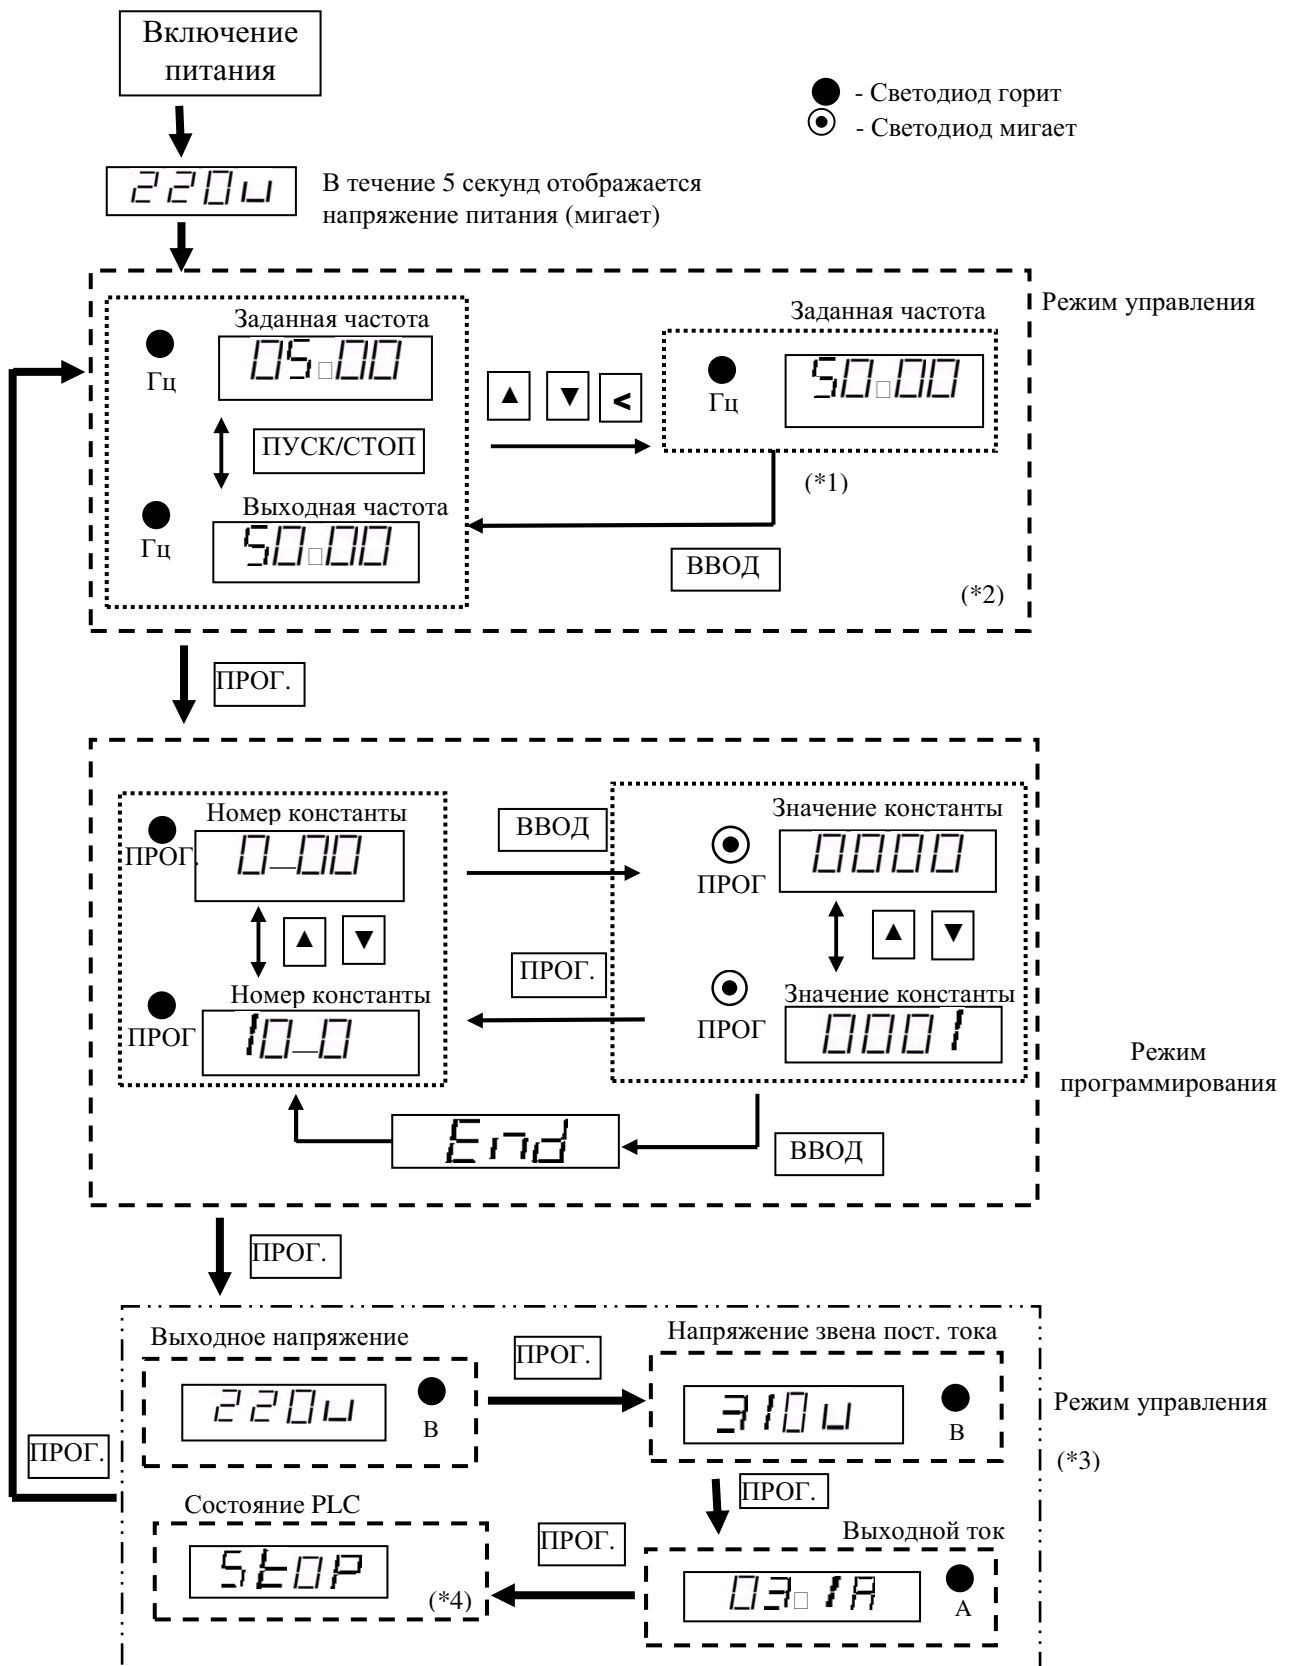 Включение
питания
- Светодиод горит
- Светодиод мигает
220u
В течение 5 секунд отображается
напряжение питания (мигает)
Режим управления
Заданная частота
05.00
Гц
▲ ▼ <
Заданная частота
50.00
Гц
ПУСК/СТОП
(*1)
Выходная частота
50.00
Гц
ВВОД
(*2)
ПРОГ.
Номер константы
0_00
ПРОГ.
ВВОД
Значение константы
0000
ПРОГ
▲ ▼
ПРОГ.
▲ ▼
Номер константы
10_0
ПРОГ
Значение константы
0001
ПРОГ
Режим
программирования
End
ВВОД
ПРОГ.
Выходное напряжение
220u
В
ПРОГ.
Напряжение звена пост. тока
310u
В
Режим управления
(*3)
ПРОГ.
ПРОГ.
Состояние PLC
StoP
(*4)
ПРОГ.
Выходной ток
03.1A
А